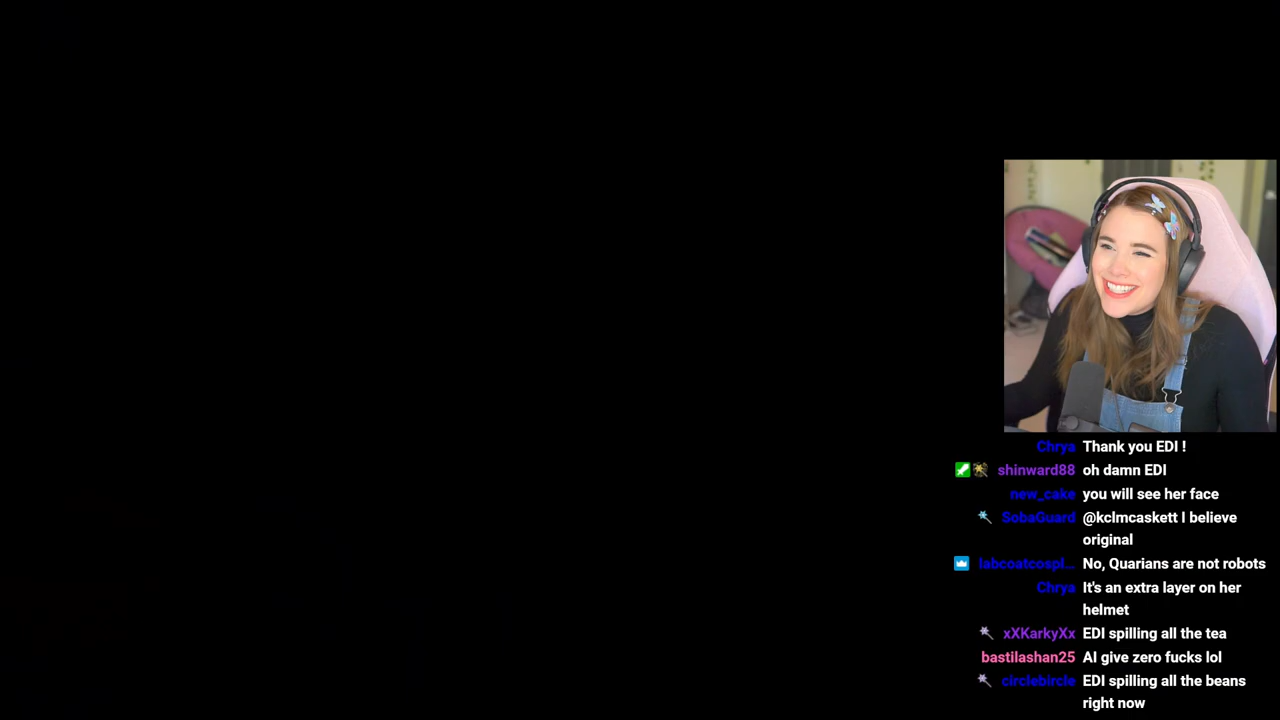 Chrya Thank you EDI !
shinward88 oh damn EDI
new_cake you will see her face
SobaGuard @kclmcaskett I believe
original
labcoatcospl... No, Quarians are not robots
Chrya It's an extra layer on her
helmet
xXKarkyXx EDI spilling all the tea
bastilashan25 AI give zero fucks lol
circlebircle EDI spilling all the beans
right now